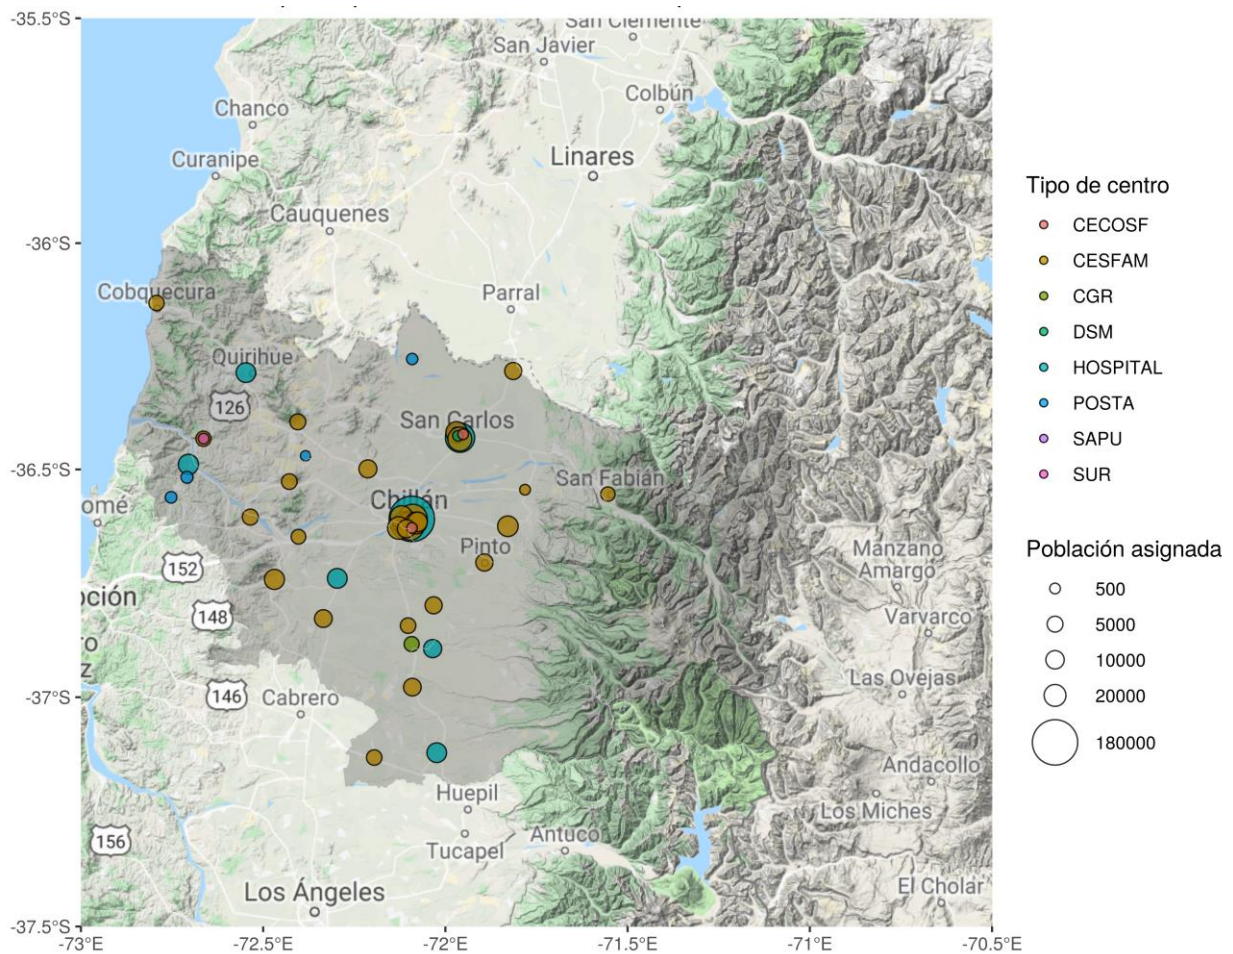 -35.5°S
San Clemente
San Javier
Colbún
Chanco
Curanipe
Linares
Cauquenes
-36°S
Cobquecura
Parral
Quirihue
126
San Carlos
-36.5°S
San Fabián
Chillán
omé
Pinto
152
Manzano
Amargo
oción
148
Varvarco
ro
z
Las Ovejas
146
Cabrero
-37°S
Andacollo
Huepil
Los Miches
156
Antuco
Tucapel
El Cholar
Los Ángeles
-37.5°S
-73°E
-72.5°E
-72°E
-71.5°E
-71°E
-70.5°E
Tipo de centro
CECOSF
CESFAM
CGR
DSM
HOSPITAL
POSTA
SAPU
SUR
Población asignada
500
5000
10000
20000
180000